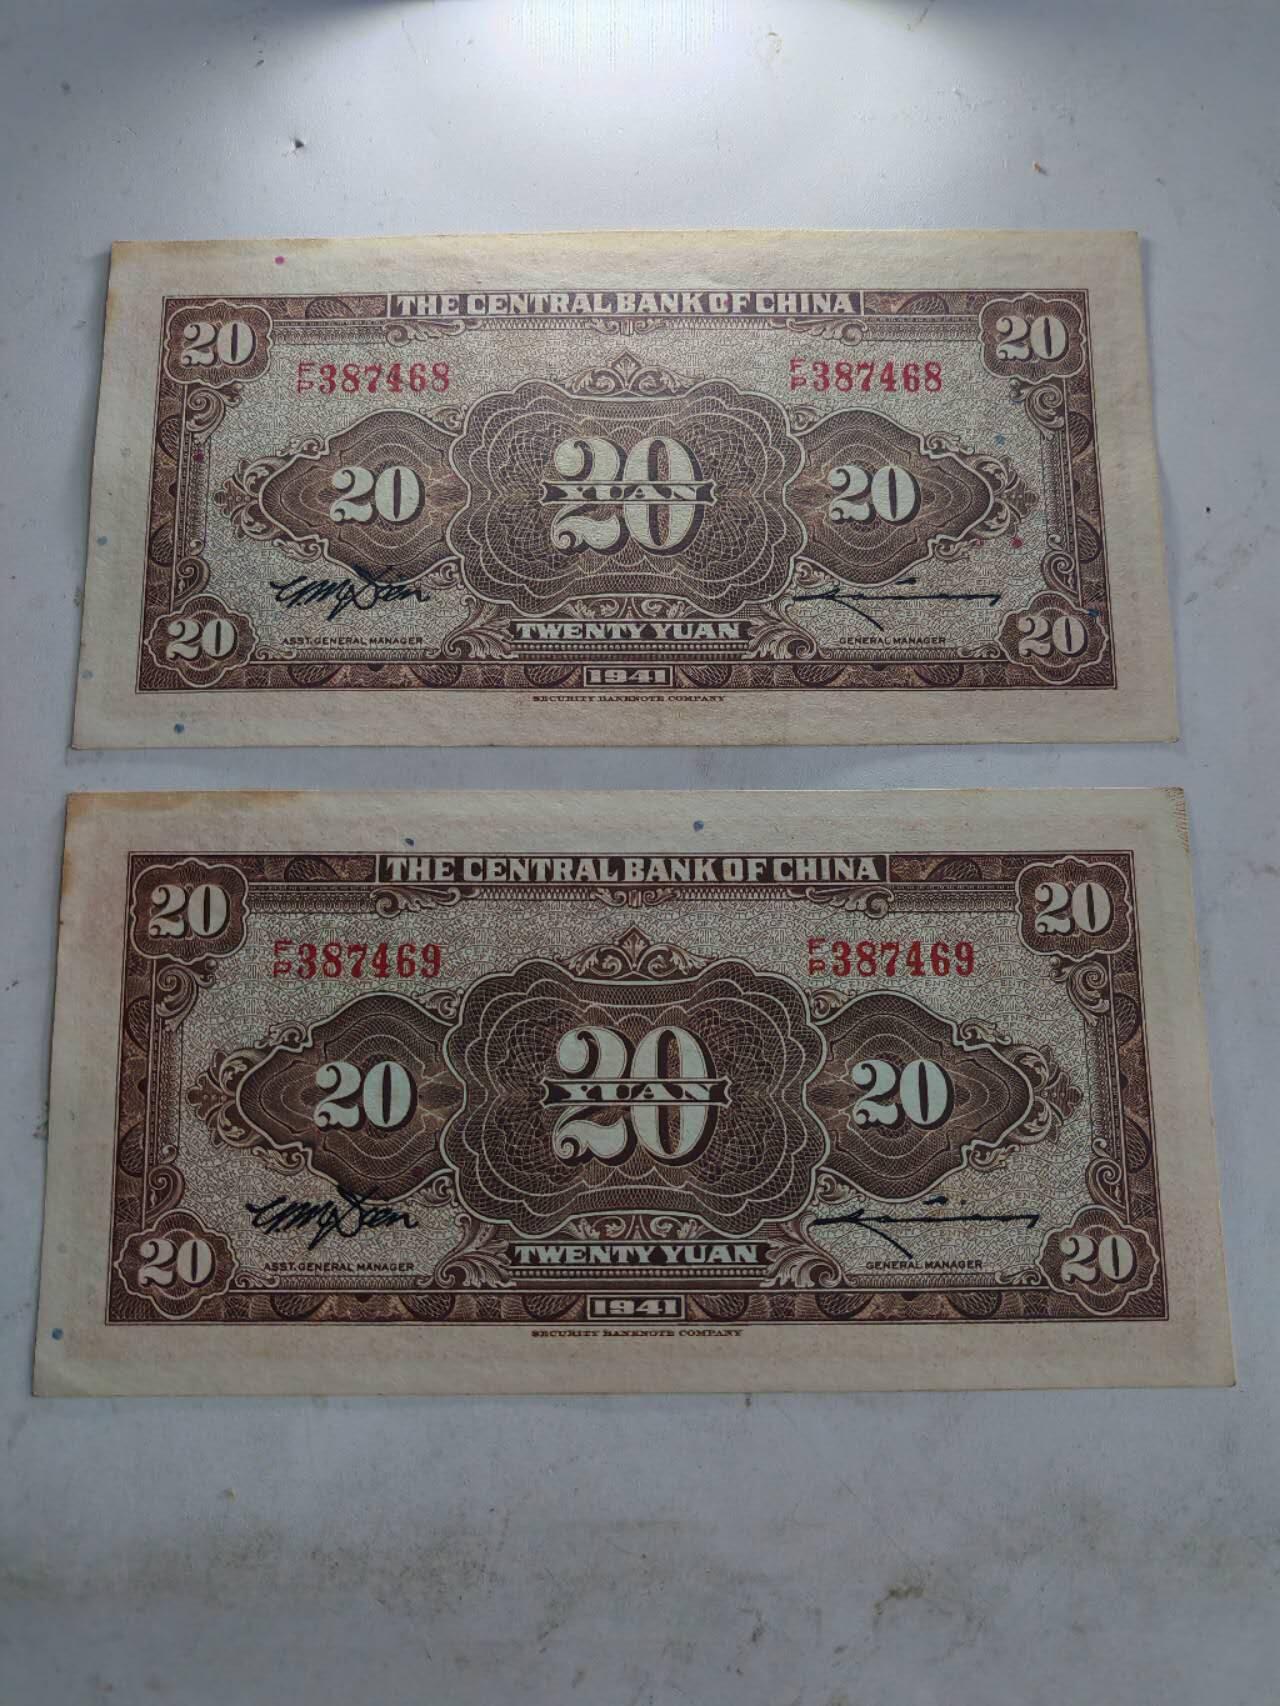 THE CENTRAL BANK OF CHINA
20 20
F/P 387468 F/P 387468
20 20 YUAN 20
ASST. GENERAL MANAGER GENERAL MANAGER
20 TWENTY YUAN 20
1941
SECURITY BANKNOTE COMPANY
THE CENTRAL BANK OF CHINA
20 20
F/P 387469 F/P 387469
20 20 YUAN 20
ASST. GENERAL MANAGER GENERAL MANAGER
20 TWENTY YUAN 20
1941
SECURITY BANKNOTE COMPANY